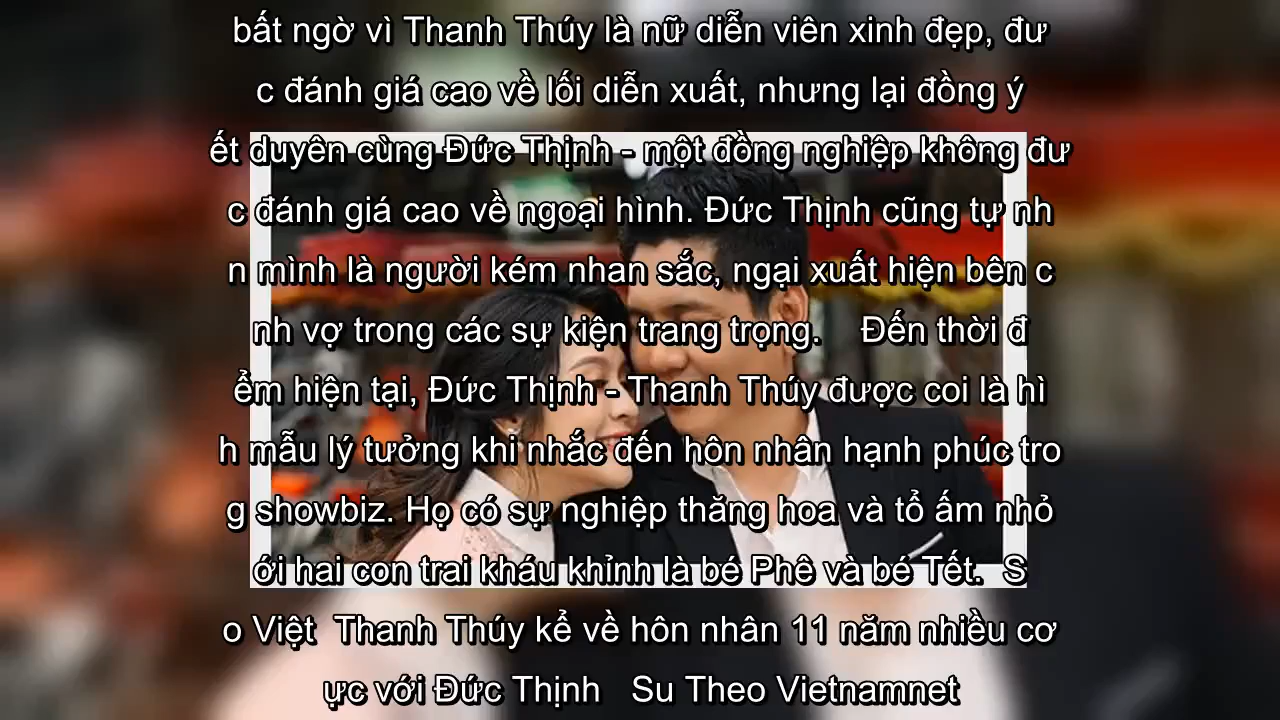 bất ngờ vì Thanh Thúy là nữ diễn viên xinh đẹp, đư
c đánh giá cao về lối diễn xuất, nhưng lại đồng ý
ết duyên cùng Đức Thịnh - một đồng nghiệp không đư
c đánh giá cao về ngoại hình. Đức Thịnh cũng tự nh
n mình là người kém nhan sắc, ngại xuất hiện bên c
nh vợ trong các sự kiện trang trọng. Đến thời đ
ểm hiện tại, Đức Thịnh - Thanh Thúy được coi là hì
h mẫu lý tưởng khi nhắc đến hôn nhân hạnh phúc tro
g showbiz. Họ có sự nghiệp thăng hoa và tổ ấm nhỏ
ới hai con trai kháu khỉnh là bé Phê và bé Tết. S
o Việt Thanh Thúy kể về hôn nhân 11 năm nhiều cơ
ực với Đức Thịnh Su Theo Vietnamnet